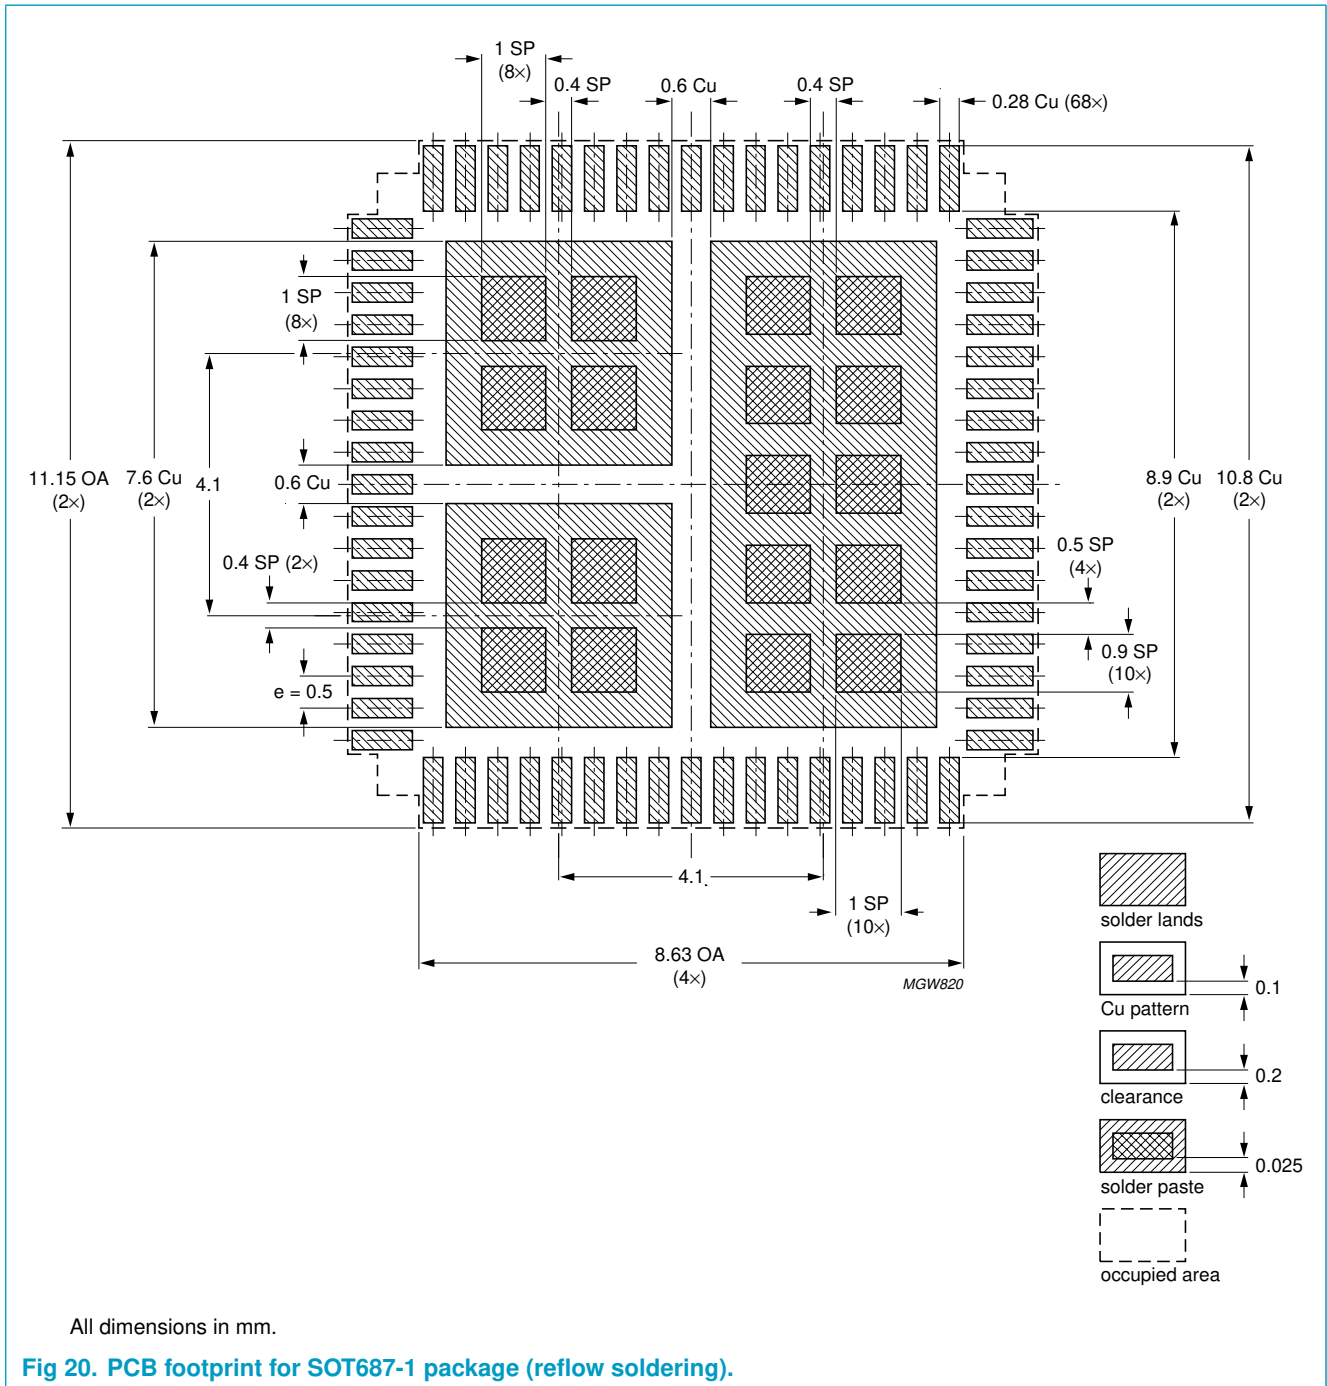 1 SP
(8×)
0.4 SP
0.6 Cu
0.4 SP
0.28 Cu (68×)
1 SP
(8×)
11.15 OA
(2×)
7.6 Cu
(2×)
4.1
0.6 Cu
8.9 Cu
(2×)
10.8 Cu
(2×)
0.4 SP (2×)
0.5 SP
(4×)
0.9 SP
(10×)
e = 0.5
4.1
1 SP
(10×)
8.63 OA
(4×)
MGW820
solder lands
0.1
Cu pattern
0.2
clearance
0.025
solder paste
occupied area
All dimensions in mm.
Fig 20. PCB footprint for SOT687-1 package (reflow soldering).